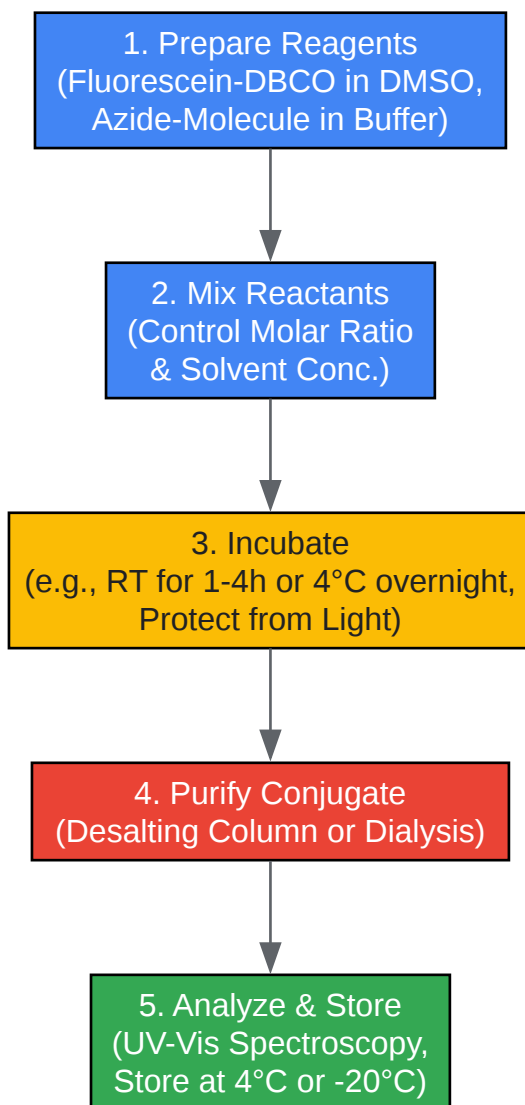 1. Prepare Reagents
(Fluorescein-DBCO in DMSO,
Azide-Molecule in Buffer)
2. Mix Reactants
(Control Molar Ratio
& Solvent Conc.)
3. Incubate
(e.g., RT for 1-4h or 4°C overnight,
Protect from Light)
4. Purify Conjugate
(Desalting Column or Dialysis)
5. Analyze & Store
(UV-Vis Spectroscopy,
Store at 4°C or -20°C)